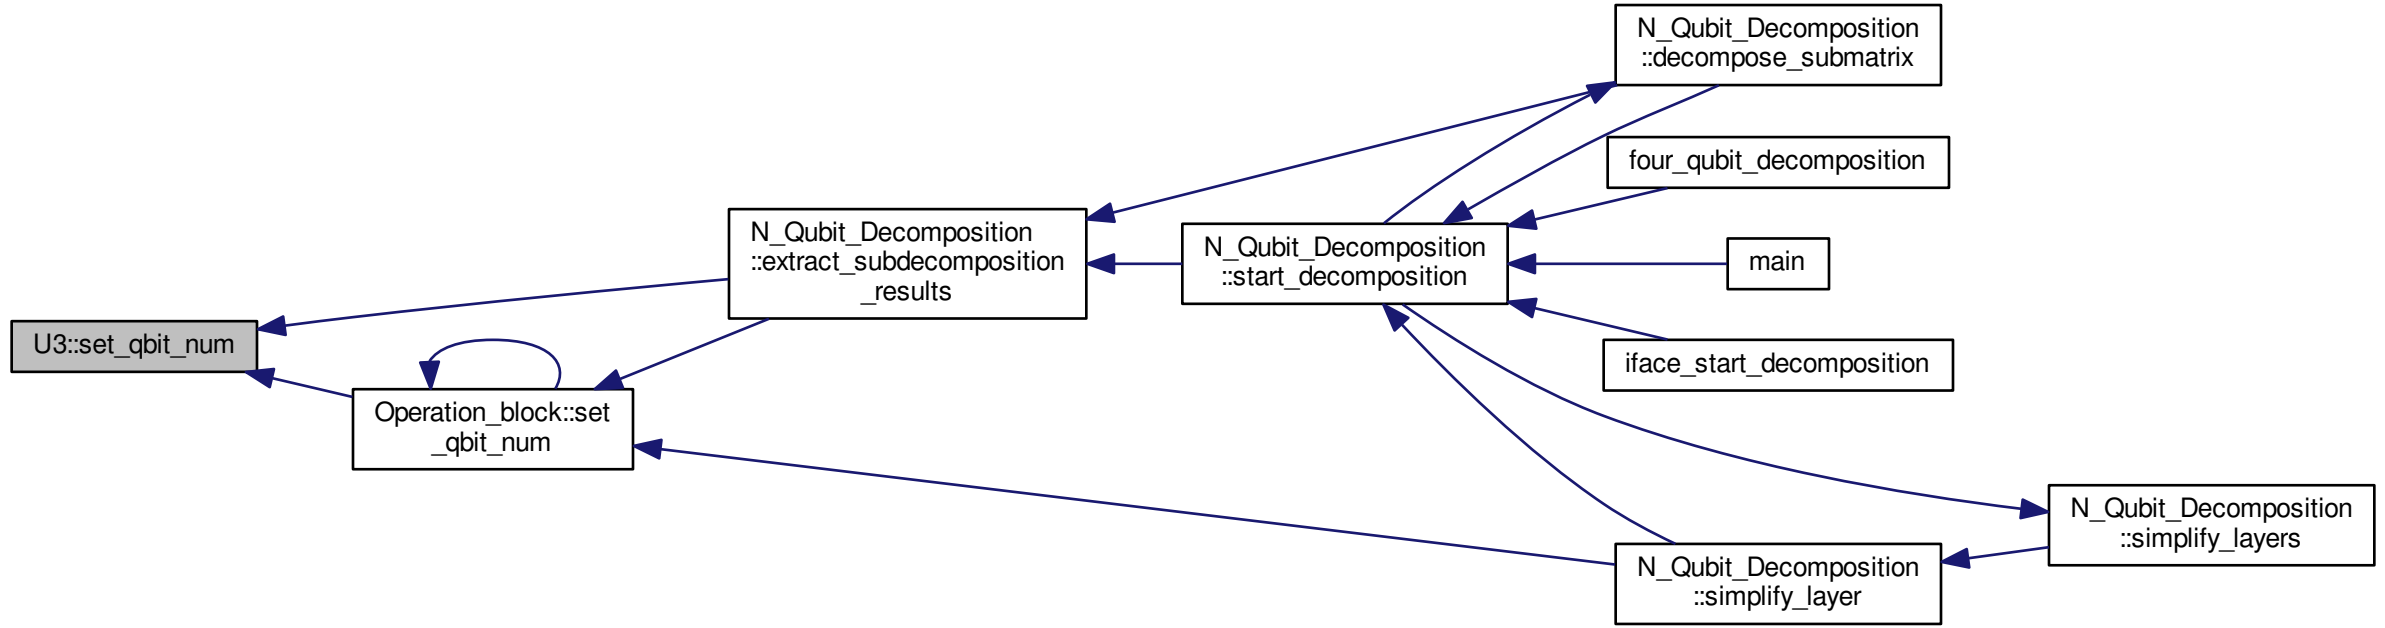 U3::set_qbit_num
Operation_block::set
_qbit_num
N_Qubit_Decomposition
::extract_subdecomposition
_results
N_Qubit_Decomposition
::start_decomposition
N_Qubit_Decomposition
::decompose_submatrix
four_qubit_decomposition
main
iface_start_decomposition
N_Qubit_Decomposition
::simplify_layer
N_Qubit_Decomposition
::simplify_layers